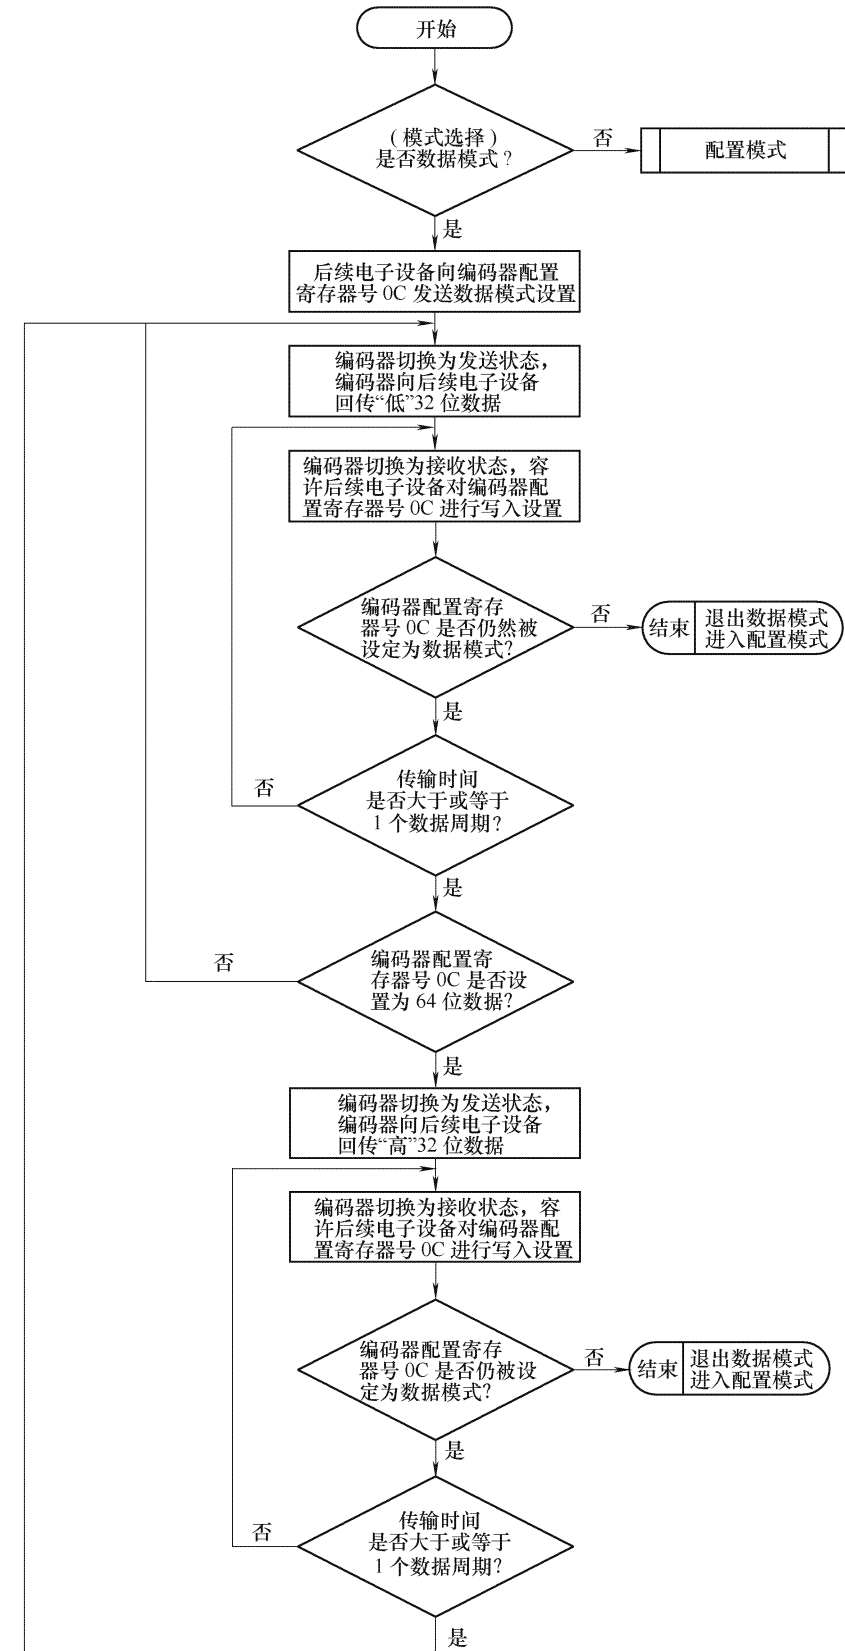 开始
(模式选择)
是否数据模式?
否
配置模式
是
后续电子设备向编码器配置
寄存器号 0C 发送数据模式设置
编码器切换为发送状态，
编码器向后续电子设备
回传“低”32 位数据
编码器切换为接收状态，容
许后续电子设备对编码器配
置寄存器号 0C 进行写入设置
编码器配置寄存
器号 0C 是否仍然被
设定为数据模式?
否
结束
退出数据模式
进入配置模式
是
传输时间
是否大于或等于
1 个数据周期?
否
是
编码器配置寄
存器号 0C 是否设
置为 64 位数据?
否
是
编码器切换为发送状态，
编码器向后续电子设备
回传“高”32 位数据
编码器切换为接收状态，容
许后续电子设备对编码器配
置寄存器号 0C 进行写入设置
编码器配置寄存
器号 0C 是否仍被设
定为数据模式?
否
结束
退出数据模式
进入配置模式
是
传输时间
是否大于或等于
1 个数据周期?
否
是